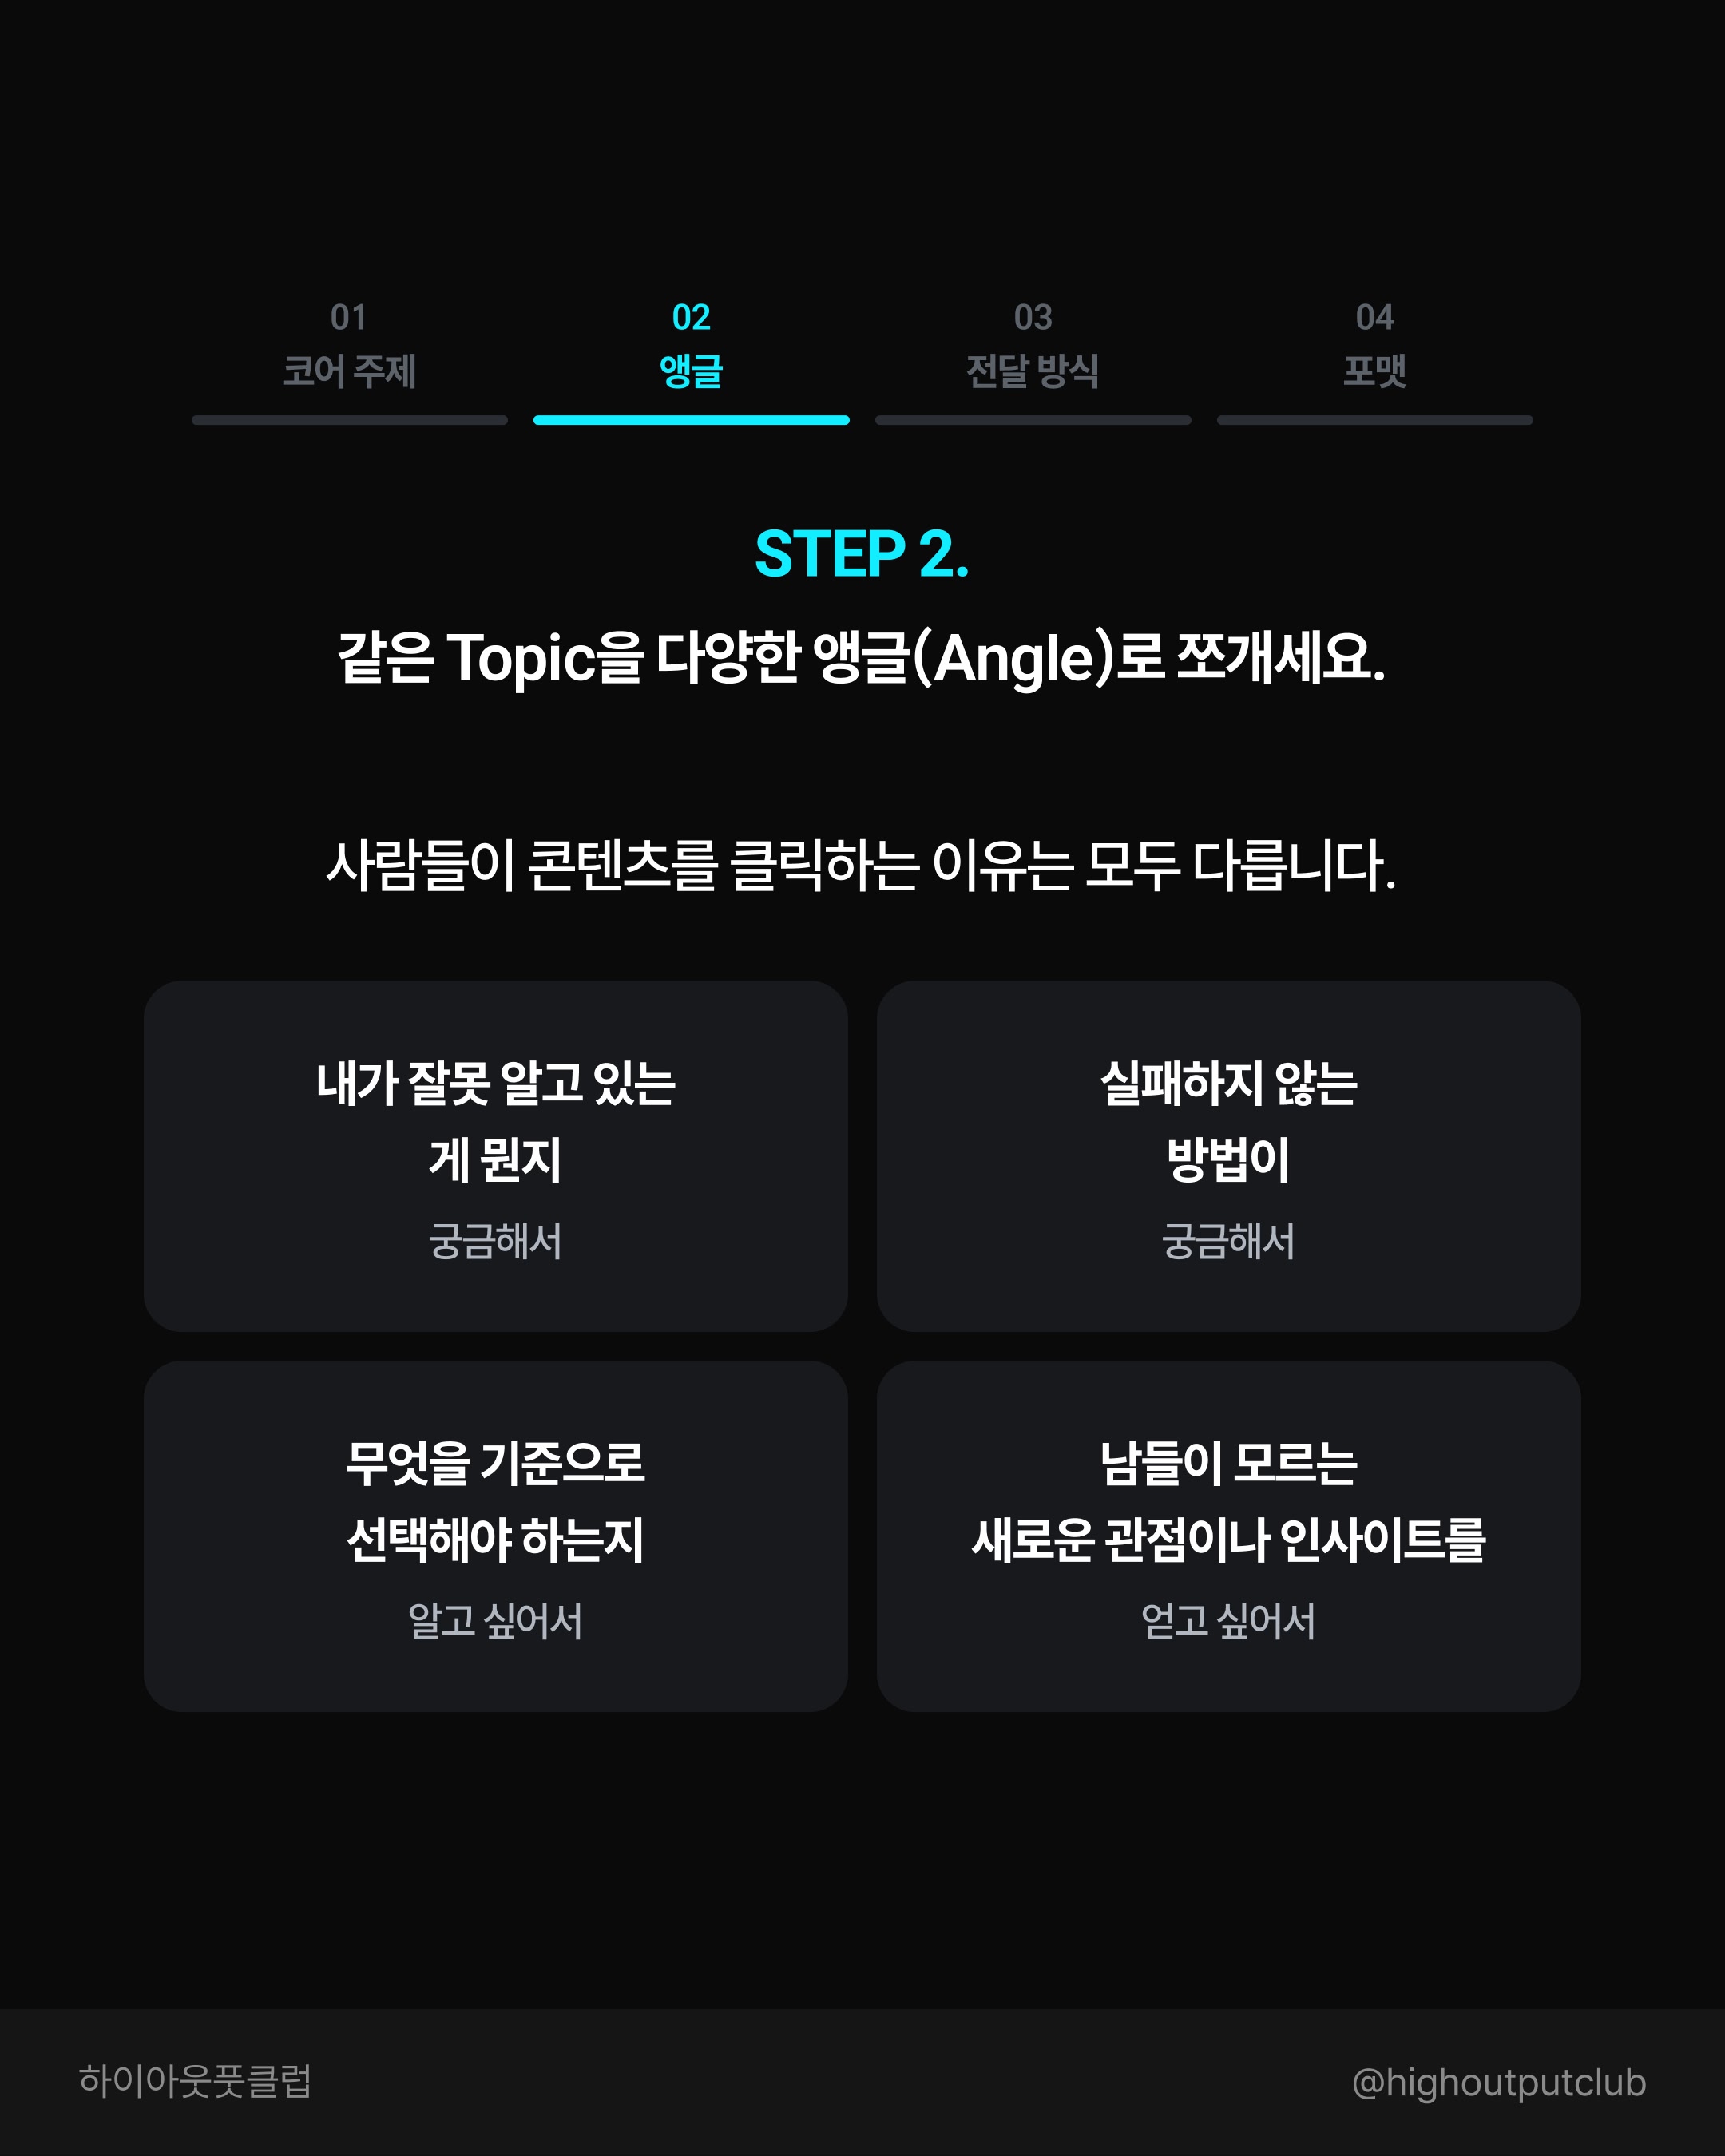 01
코어 주제
02
앵글
03
전달 방식
04
포맷
STEP 2.
같은 Topic을 다양한 앵글(Angle)로 쪼개세요.
사람들이 콘텐츠를 클릭하는 이유는 모두 다릅니다.
내가 잘못 알고 있는
게 뭔지
궁금해서
실패하지 않는
방법이
궁금해서
무엇을 기준으로
선택해야 하는지
알고 싶어서
남들이 모르는
새로운 관점이나 인사이트를
얻고 싶어서
하이아웃풋클럽
@highoutputclub